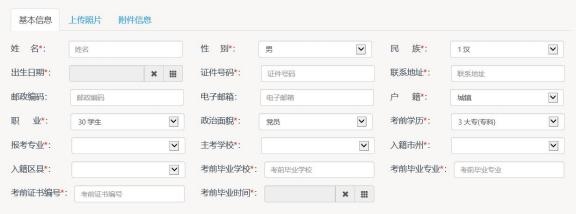 基本信息 上传照片 附件信息
姓 名*: 姓名 性 别*: 男 民 族*: 1 汉
出生日期*: 证件号码*: 证件号码 联系地址*: 联系地址
邮政编码: 邮政编码 电子邮箱: 电子邮箱 户 籍*: 城镇
职 业*: 30 学生 政治面貌*: 党员 考前学历*: 3 大专(专科)
报考专业*: 主考学校*: 入籍市州*:
入籍区县*: 考前毕业学校*: 考前毕业学校 考前毕业专业*: 考前毕业专业
考前证书编号*: 考前证书编号 考前毕业时间*: